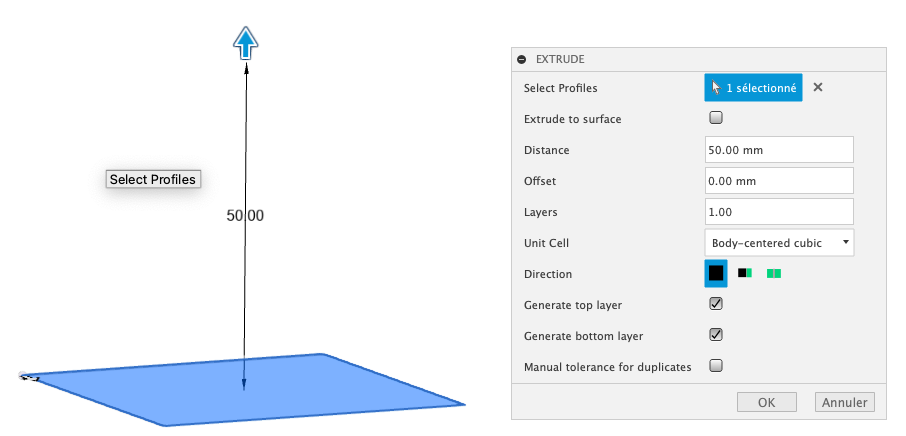 Select Profiles
50.00
EXTRUDE
Select Profiles 1 sélectionné
Extrude to surface
Distance 50.00 mm
Offset 0.00 mm
Layers 1.00
Unit Cell Body-centered cubic
Direction
Generate top layer
Generate bottom layer
Manual tolerance for duplicates
OK Annuler